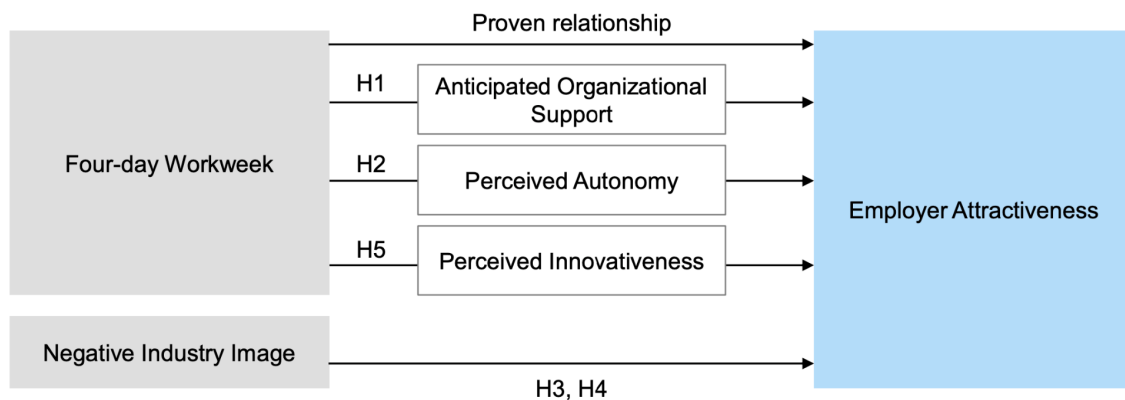 Proven relationship
H1
Anticipated Organizational
Support
Four-day Workweek
H2
Perceived Autonomy
Employer Attractiveness
H5
Perceived Innovativeness
Negative Industry Image
H3, H4